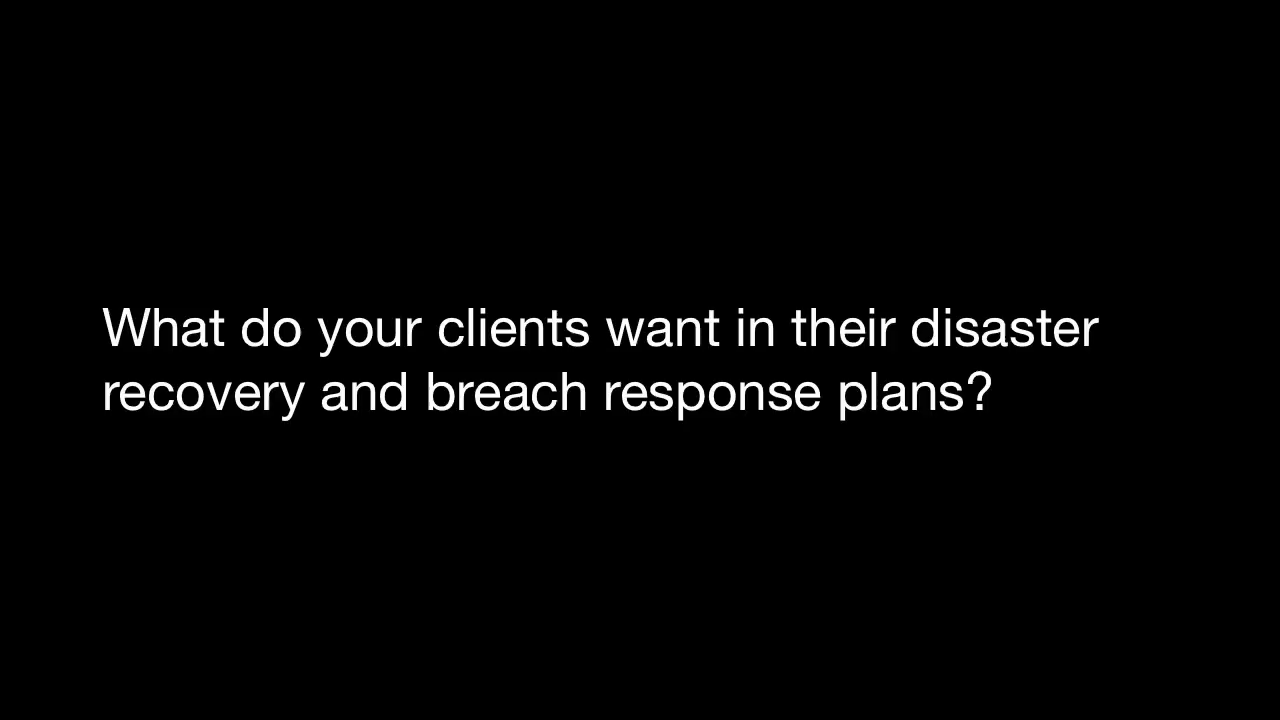 What do your clients want in their disaster
recovery and breach response plans?